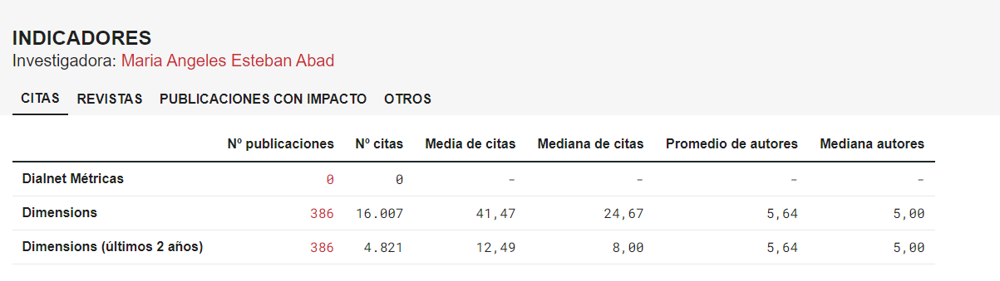 INDICADORES
Investigadora: Maria Angeles Esteban Abad
CITAS REVISTAS PUBLICACIONES CON IMPACTO OTROS
Nº publicaciones Nº citas Media de citas Mediana de citas Promedio de autores Mediana autores
Dialnet Métricas 0 0 - - - -
Dimensions 386 16.007 41,47 24,67 5,64 5,00
Dimensions (últimos 2 años) 386 4.821 12,49 8,00 5,64 5,00